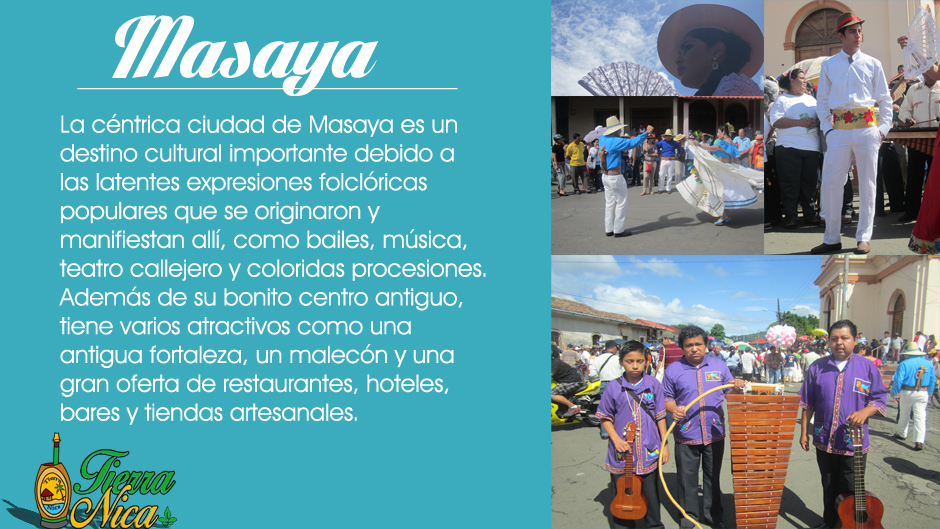 Masaya
La céntrica ciudad de Masaya es un
destino cultural importante debido a
las latentes expresiones folclóricas
populares que se originaron y
manifiestan allí, como bailes, música,
teatro callejero y coloridas procesiones.
Además de su bonito centro antiguo,
tiene varios atractivos como una
antigua fortaleza, un malecón y una
gran oferta de restaurantes, hoteles,
bares y tiendas artesanales.
Tierra
Nica